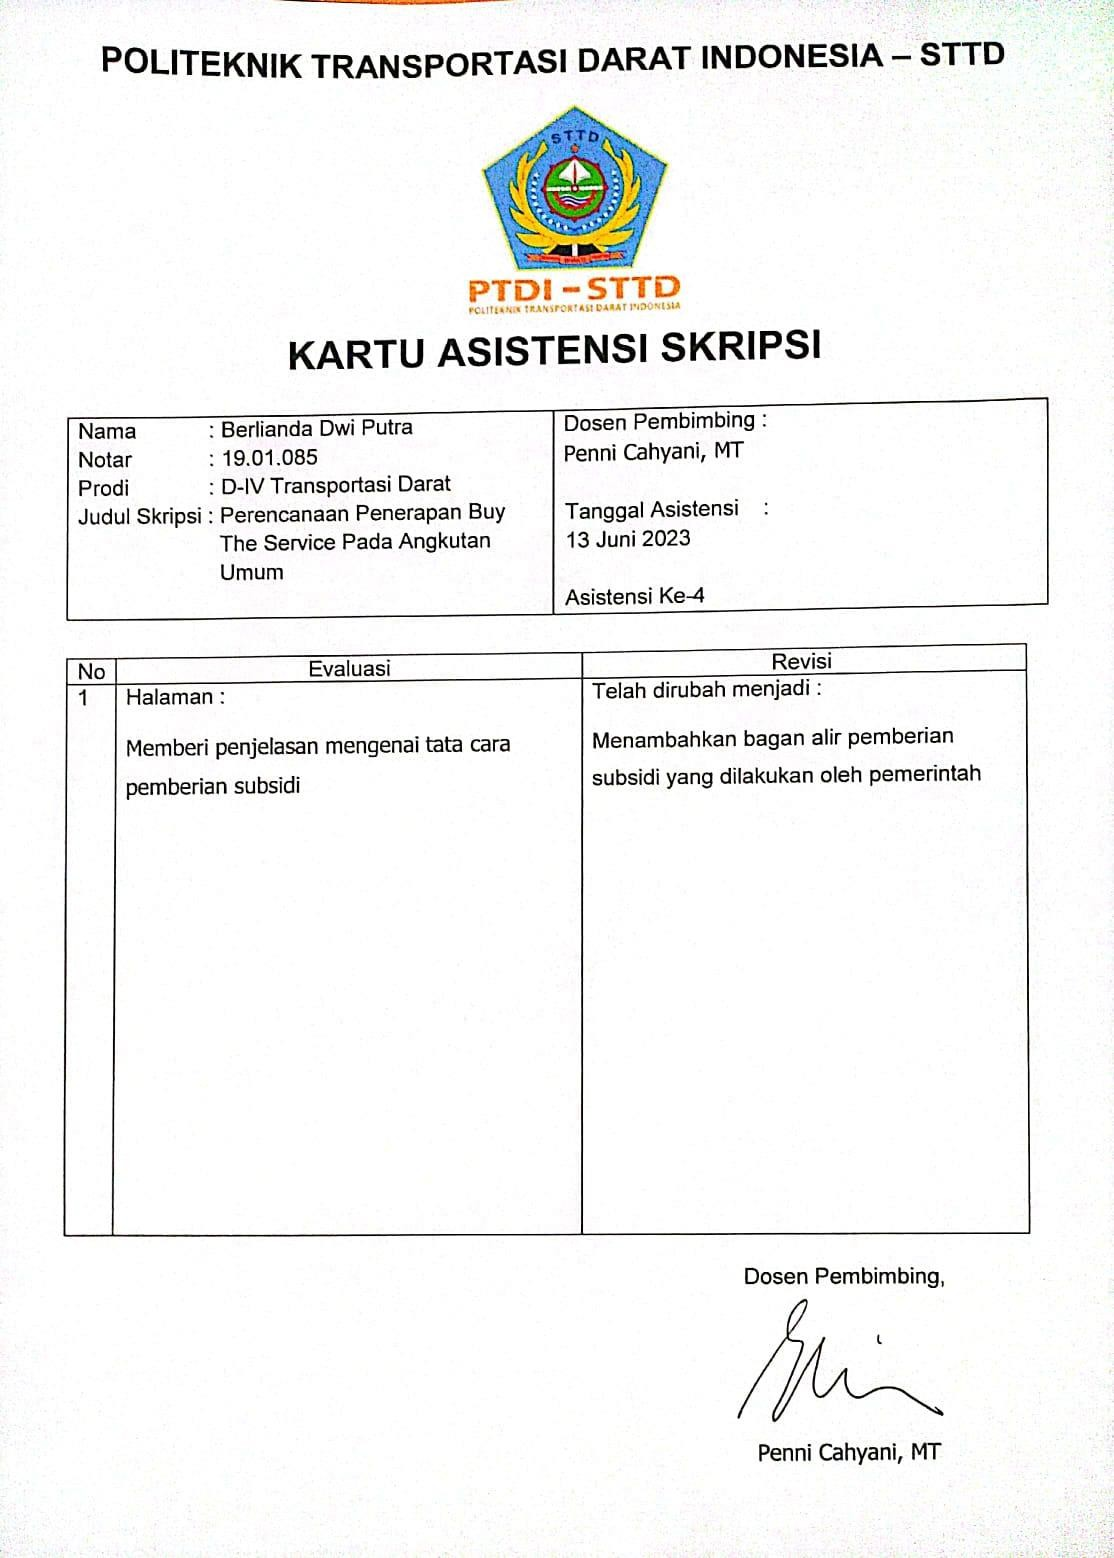 POLITEKNIK TRANSPORTASI DARAT INDONESIA – STTD
STTD
PTDI – STTD
POLITEKNIK TRANSPORTASI DARAT INDONESIA
KARTU ASISTENSI SKRIPSI
Nama : Berlianda Dwi Putra
Notar : 19.01.085
Prodi : D-IV Transportasi Darat
Judul Skripsi : Perencanaan Penerapan Buy
The Service Pada Angkutan
Umum
Dosen Pembimbing :
Penni Cahyani, MT
Tanggal Asistensi :
13 Juni 2023
Asistensi Ke-4
No Evaluasi Revisi
1 Halaman :
Memberi penjelasan mengenai tata cara
pemberian subsidi
Telah dirubah menjadi :
Menambahkan bagan alir pemberian
subsidi yang dilakukan oleh pemerintah
Dosen Pembimbing,
Penni Cahyani, MT